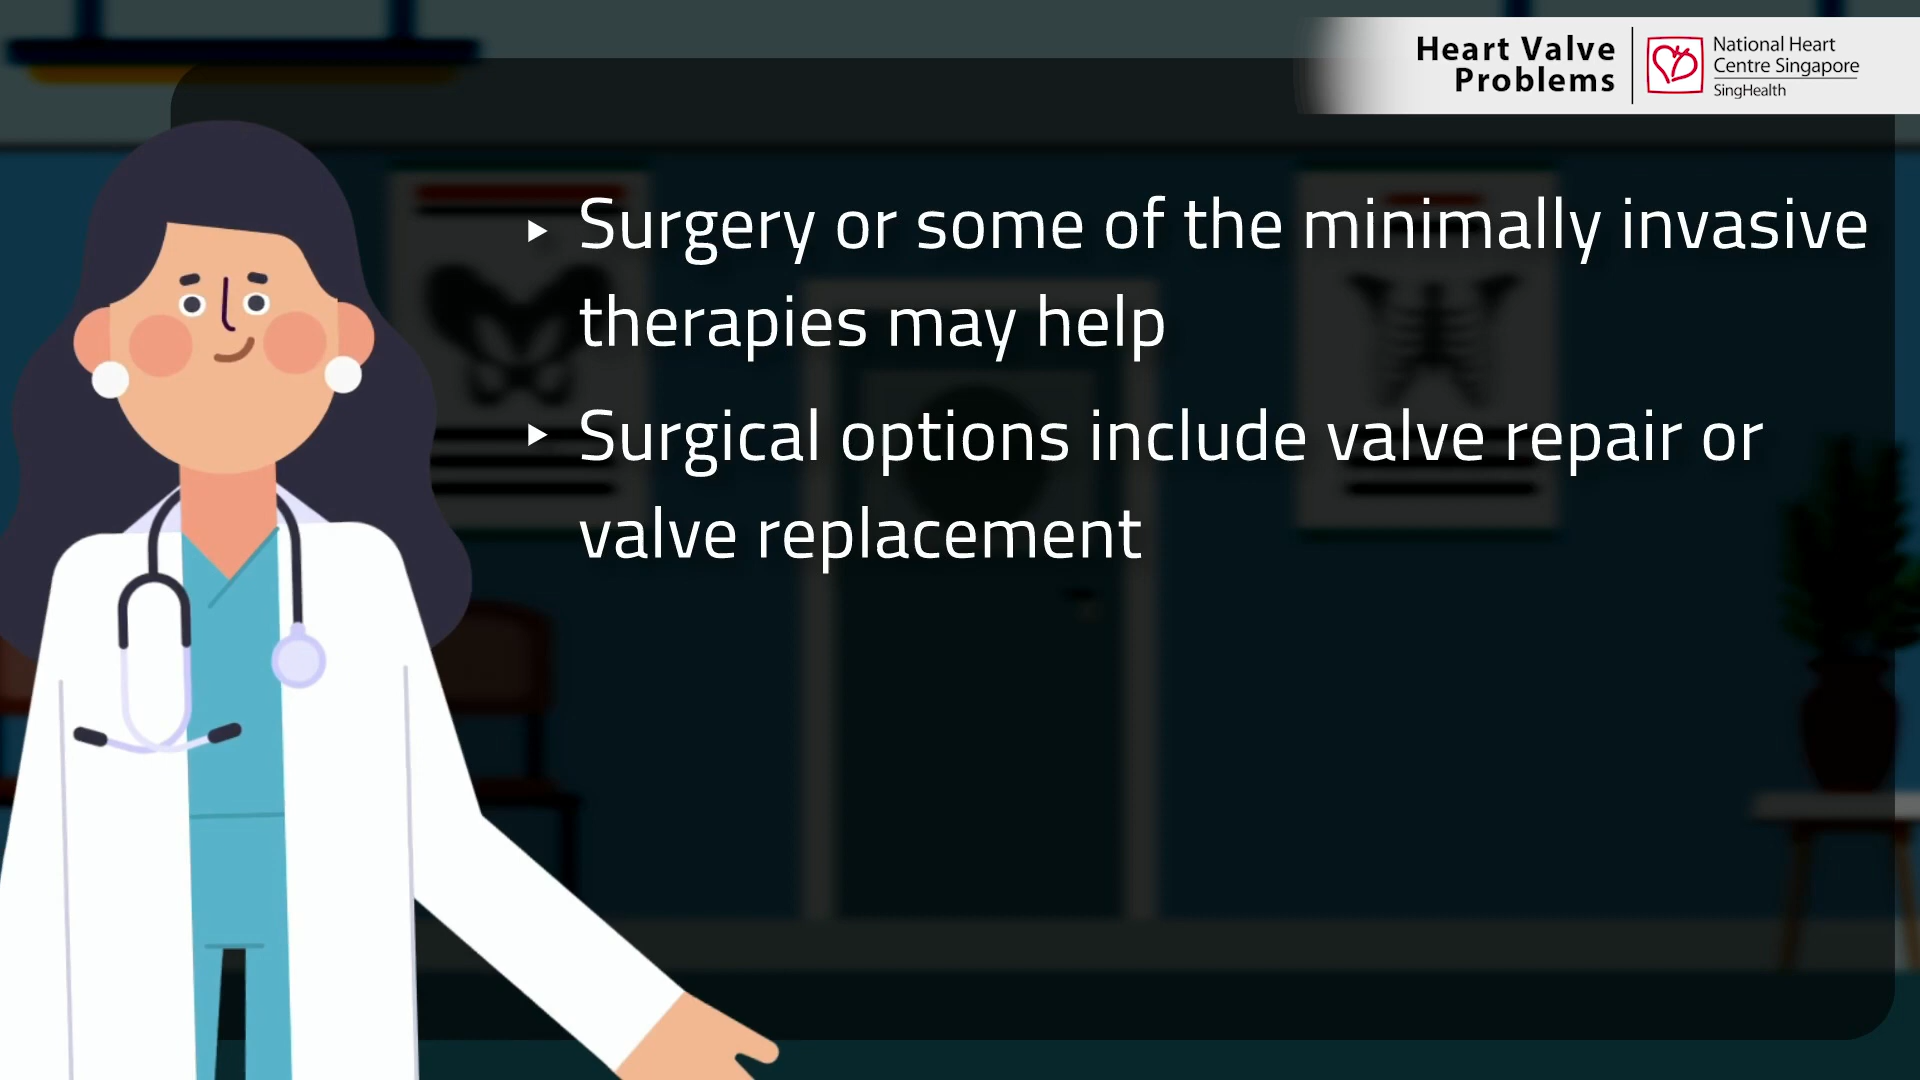 Heart Valve
Problems
National Heart
Centre Singapore
SingHealth
Surgery or some of the minimally invasive
therapies may help
Surgical options include valve repair or
valve replacement